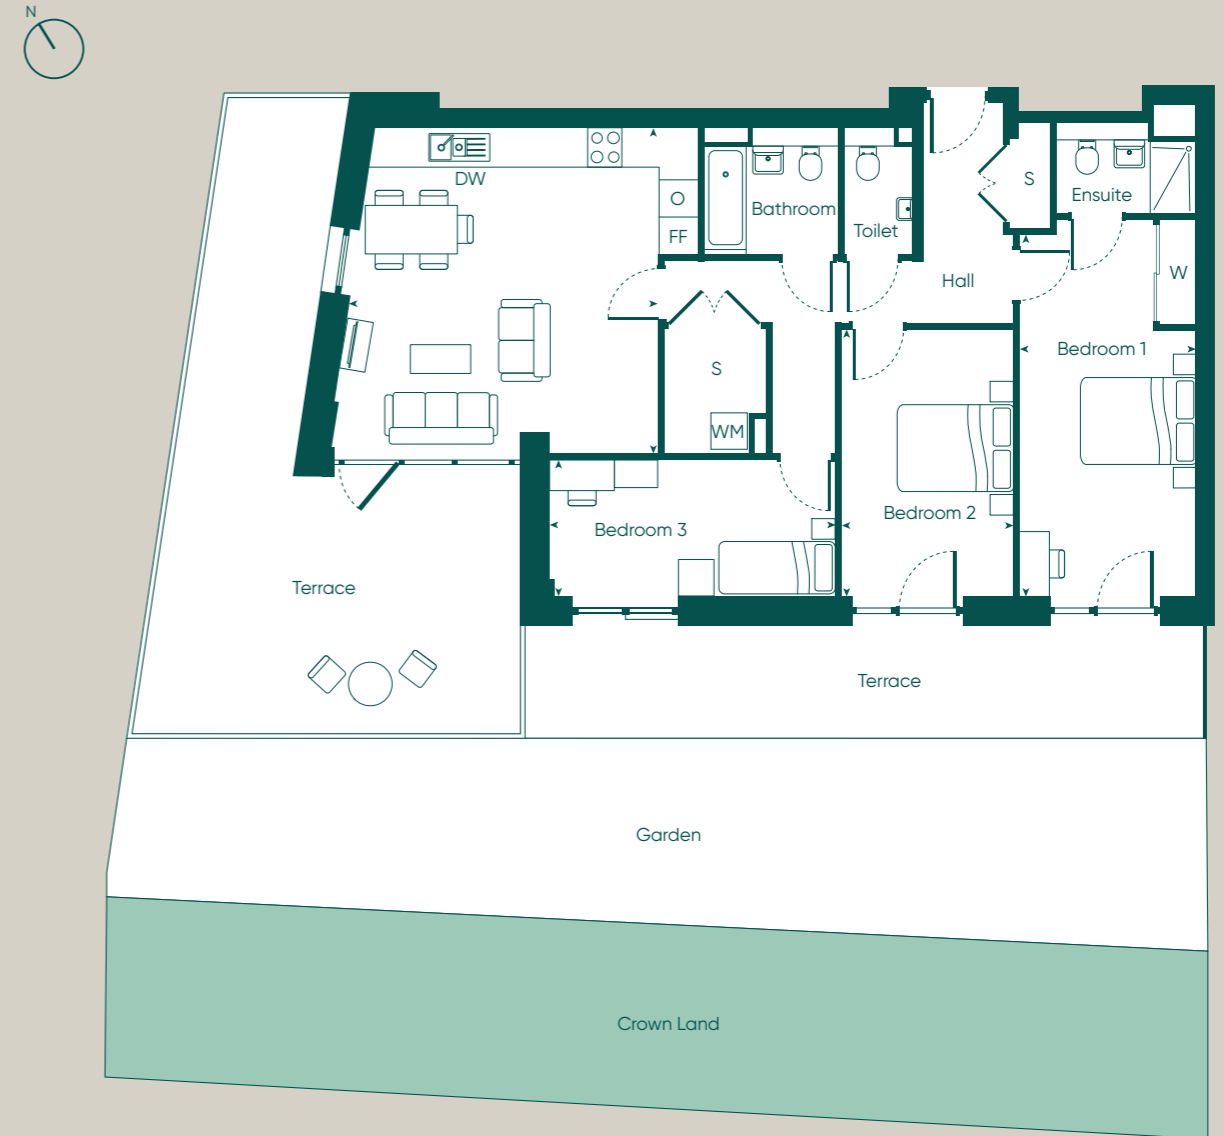 N
DW
FF
Bathroom
Toilet
S
Ensuite
Hall
W
Bedroom 1
S
WM
Bedroom 2
Bedroom 3
Terrace
Terrace
Garden
Crown Land